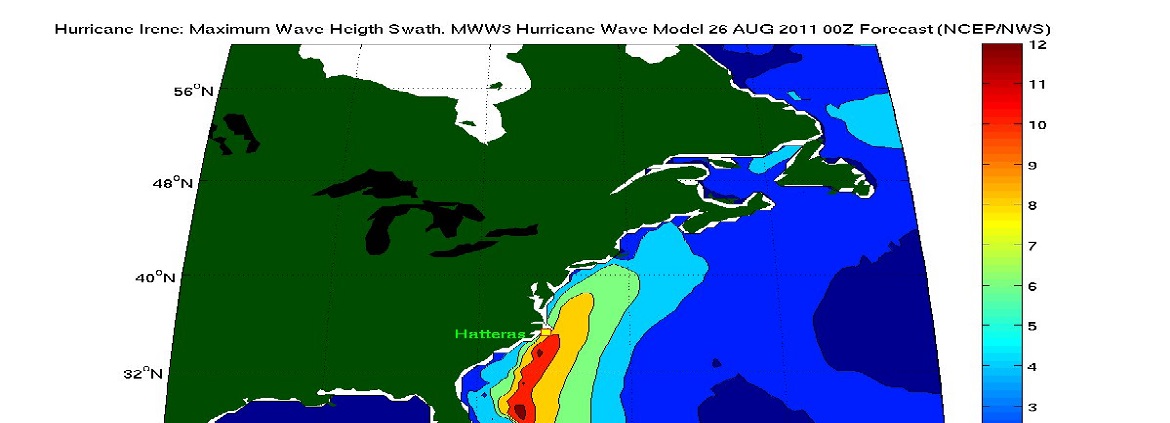 Hurricane Irene: Maximum Wave Heigth Swath. MWW3 Hurricane Wave Model 26 AUG 2011 00Z Forecast (NCEP/NWS)
12
11
56°N
10
9
48°N
8
7
40°N
6
5
Hatteras
4
32°N
3